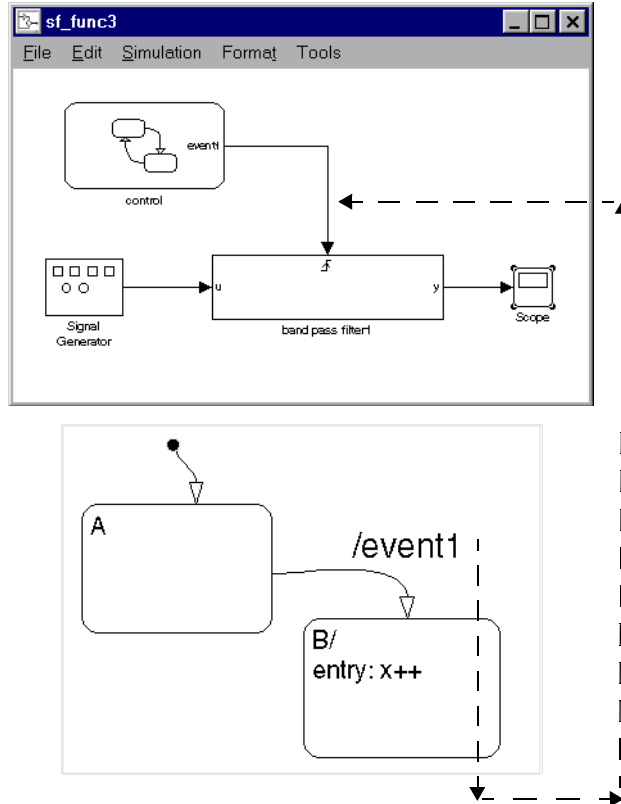 sf_func3
File Edit Simulation Format Tools
event1
control
u
y
Signal
Generator
band pass filter1
Scope
A
/event1
B/
entry: x++